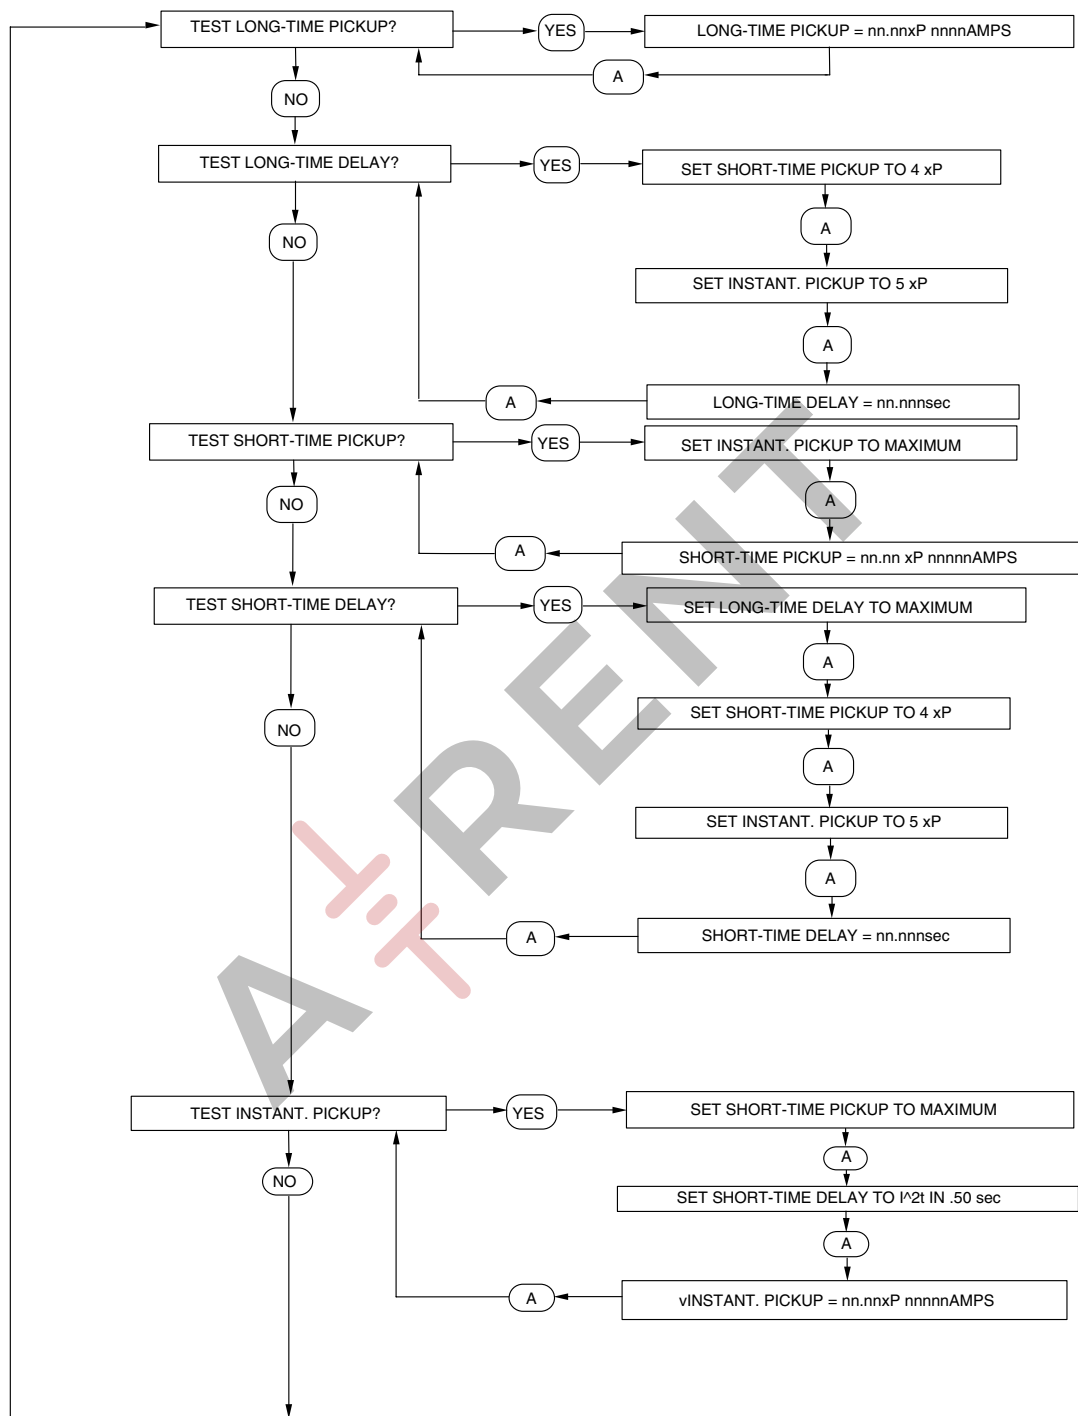 TEST LONG-TIME PICKUP?
YES
LONG-TIME PICKUP = nn.nnxP nnnnAMPS
A
NO
TEST LONG-TIME DELAY?
YES
SET SHORT-TIME PICKUP TO 4 xP
A
NO
SET INSTANT. PICKUP TO 5 xP
A
LONG-TIME DELAY = nn.nnnsec
A
TEST SHORT-TIME PICKUP?
YES
SET INSTANT. PICKUP TO MAXIMUM
A
NO
SHORT-TIME PICKUP = nn.nn xP nnnnnAMPS
A
TEST SHORT-TIME DELAY?
YES
SET LONG-TIME DELAY TO MAXIMUM
A
SET SHORT-TIME PICKUP TO 4 xP
NO
A
SET INSTANT. PICKUP TO 5 xP
A
SHORT-TIME DELAY = nn.nnnsec
A
TEST INSTANT. PICKUP?
YES
SET SHORT-TIME PICKUP TO MAXIMUM
A
NO
SET SHORT-TIME DELAY TO I^2t IN .50 sec
A
vINSTANT. PICKUP = nn.nnxP nnnnnAMPS
A
A RENT